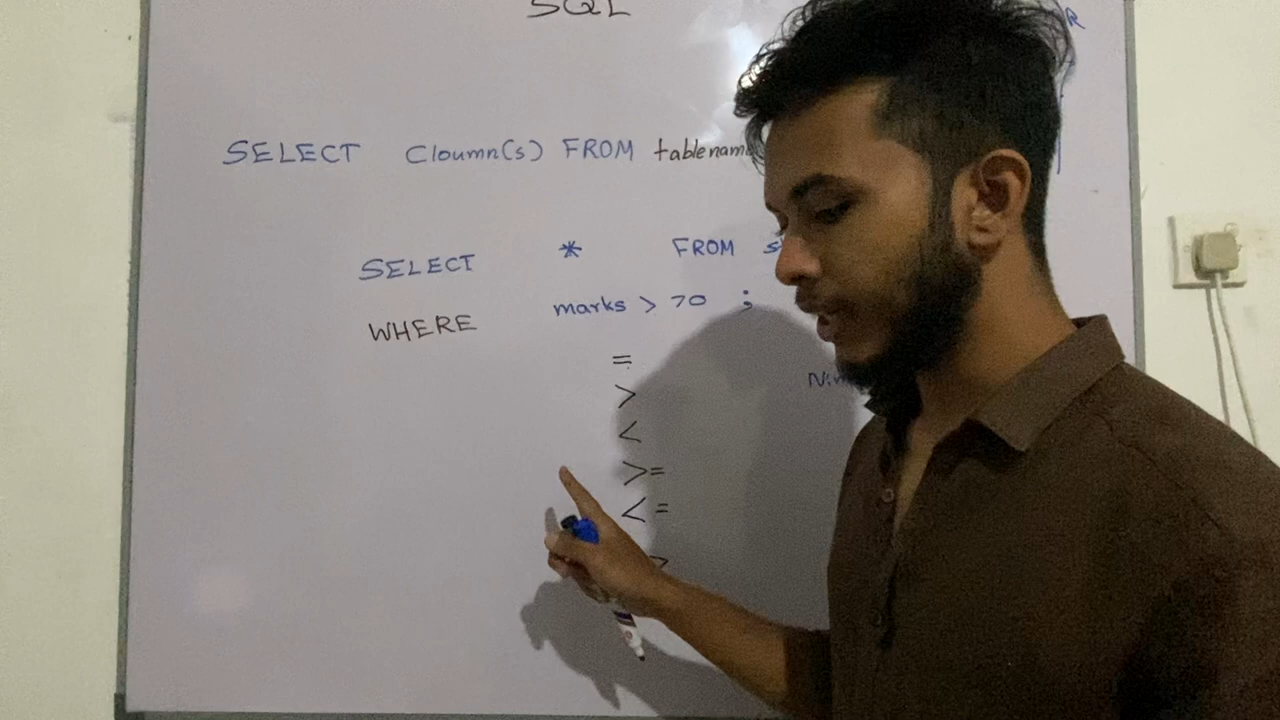 SQL
SELECT Cloumn(s) FROM tablename
SELECT * FROM
WHERE marks > 70 ;
=
>
<
>=
<=